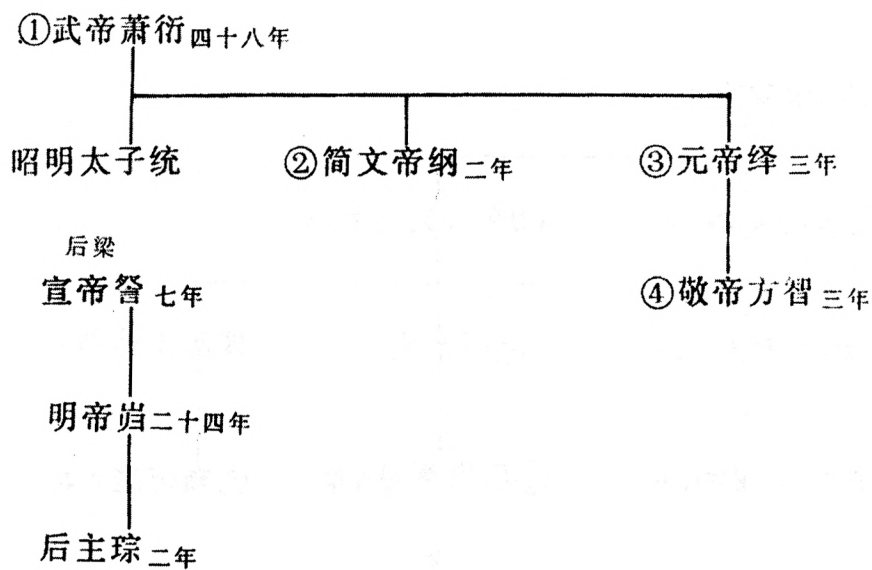 ①武帝萧衍四十八年
昭明太子统 ②简文帝纲二年 ③元帝绎三年
后梁
宣帝詧七年 ④敬帝方智三年
明帝岿二十四年
后主琮二年